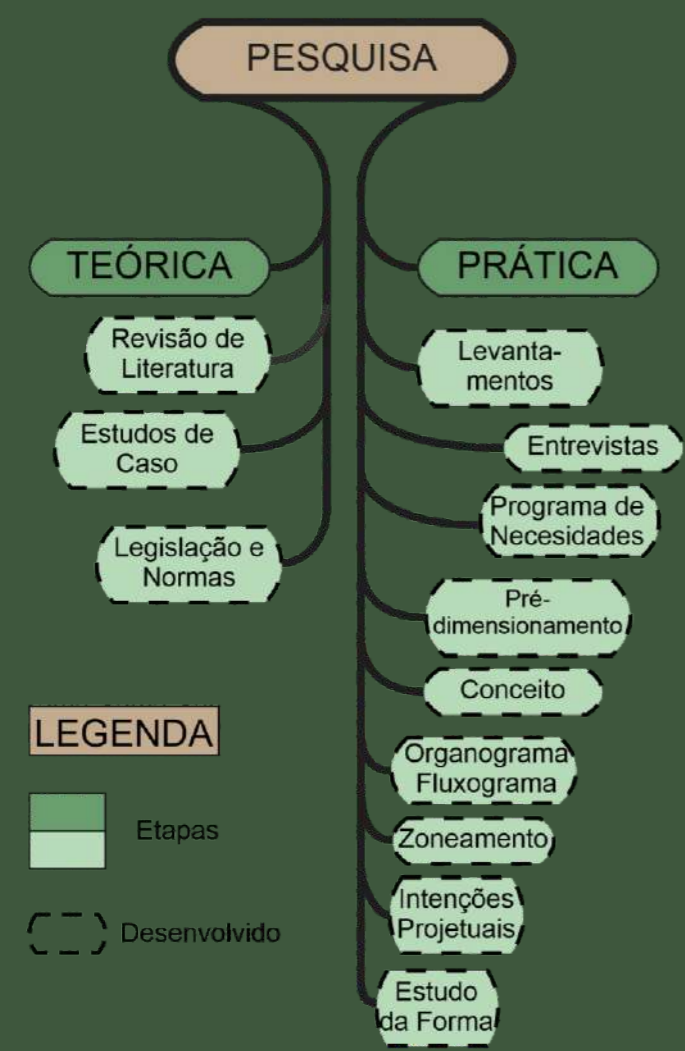 PESQUISA
TEÓRICA
Revisão de
Literatura
Estudos de
Caso
Legislação e
Normas
PRÁTICA
Levanta-
mentos
Entrevistas
Programa de
Necesidades
Pré-
dimensionamento
Conceito
Organograma
Fluxograma
Zoneamento
Intenções
Projetuais
Estudo
da Forma
LEGENDA
Etapas
Desenvolvido